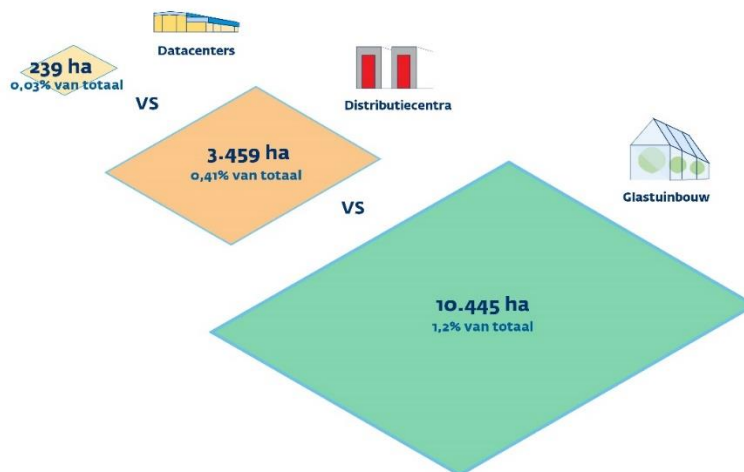 Datacenters
239 ha
0,03% van totaal
VS
Distributiecentra
3.459 ha
0,41% van totaal
VS
Glastuinbouw
10.445 ha
1,2% van totaal